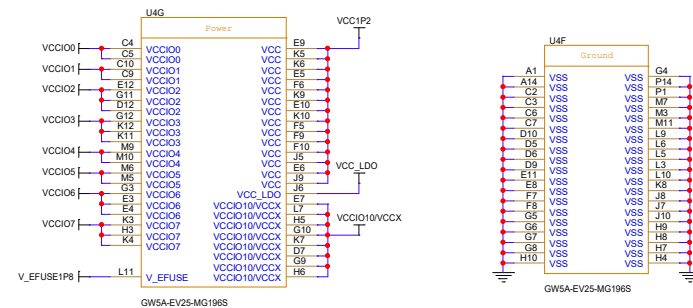 U4G
Power
VCCIO0
C4 VCCIO0
C5 VCCIO0
VCCIO1
C10 VCCIO1
C9 VCCIO1
VCCIO2
E12 VCCIO2
G11 VCCIO2
D12 VCCIO2
VCCIO3
G12 VCCIO3
K12 VCCIO3
K11 VCCIO3
VCCIO4
M9 VCCIO4
M10 VCCIO4
VCCIO5
M6 VCCIO5
M5 VCCIO5
VCCIO6
G3 VCCIO6
E3 VCCIO6
E4 VCCIO6
VCCIO7
K3 VCCIO7
H3 VCCIO7
K4 VCCIO7
V_EFUSE1P8
L11 V_EFUSE
VCC1P2
VCC E9
VCC K5
VCC K6
VCC E5
VCC F6
VCC K9
VCC E10
VCC K10
VCC F5
VCC F9
VCC F10
VCC J5
VCC E6
VCC J9
VCC_LDO
VCC_LDO J6
VCCIO10/VCCX E7
VCCIO10/VCCX L7
VCCIO10/VCCX H5
VCCIO10/VCCX G10
VCCIO10/VCCX K7
VCCIO10/VCCX D7
VCCIO10/VCCX G9
VCCIO10/VCCX H6
VCCIO10/VCCX
GW5A-EV25-MG196S
U4F
Ground
A1 VSS VSS G4
A14 VSS VSS P14
C2 VSS VSS P1
C3 VSS VSS M7
C6 VSS VSS M3
C7 VSS VSS M11
D10 VSS VSS L9
D5 VSS VSS L6
D6 VSS VSS L5
D9 VSS VSS L3
E11 VSS VSS L10
E8 VSS VSS K8
F7 VSS VSS J8
F8 VSS VSS J7
G5 VSS VSS J10
G6 VSS VSS H9
G7 VSS VSS H8
G8 VSS VSS H7
H10 VSS VSS H4
GW5A-EV25-MG196S